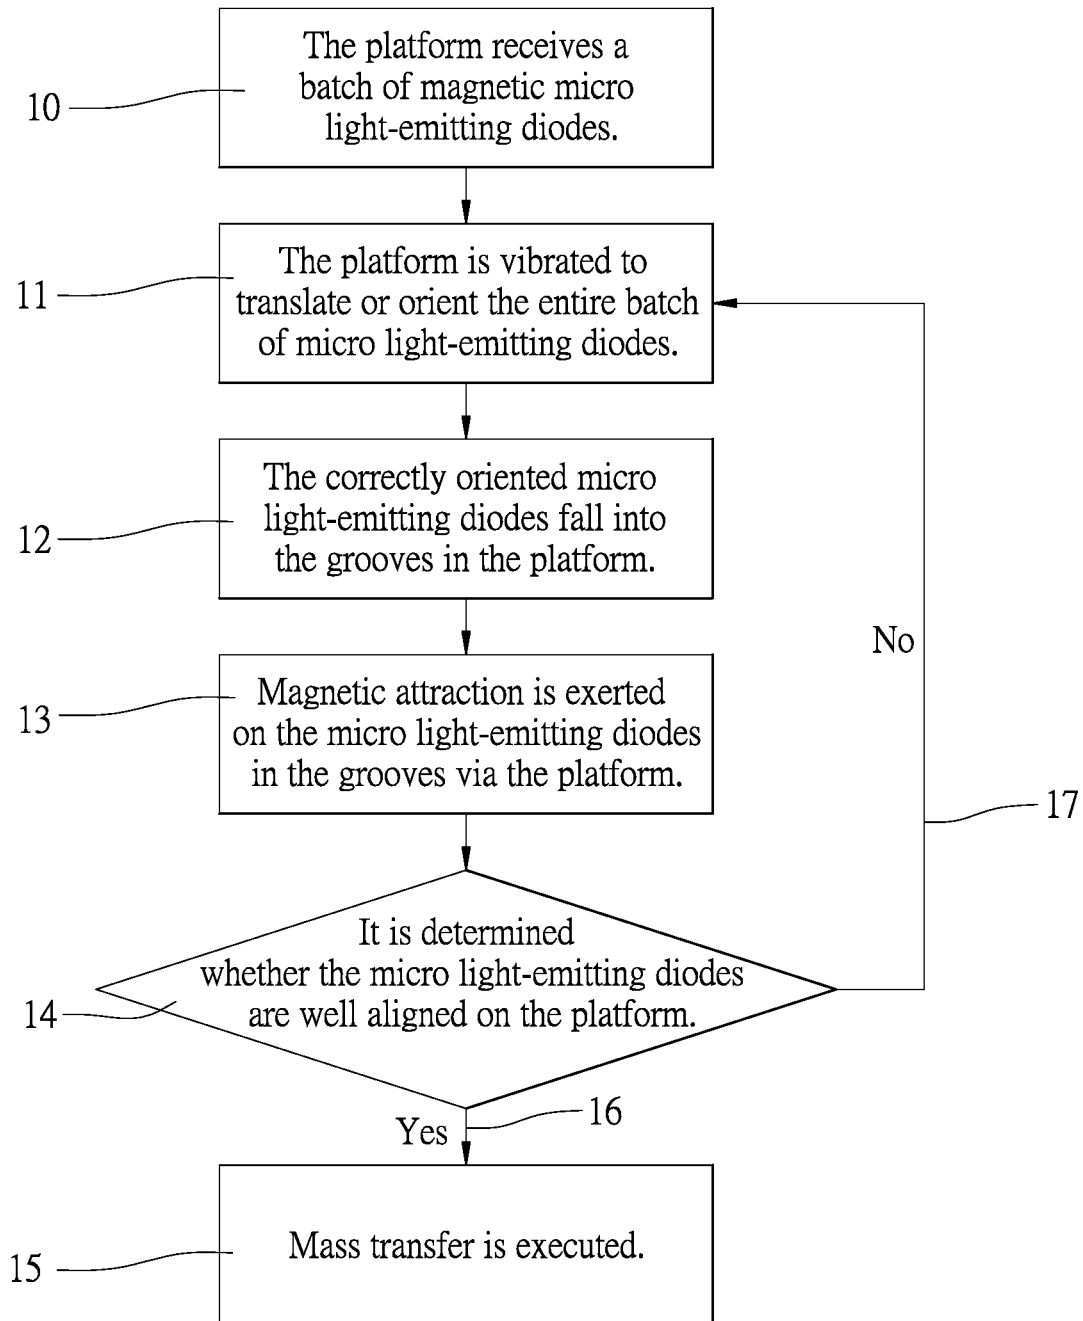 The platform receives a
batch of magnetic micro
light-emitting diodes.
10
The platform is vibrated to
translate or orient the entire batch
of micro light-emitting diodes.
11
The correctly oriented micro
light-emitting diodes fall into
the grooves in the platform.
12
No
Magnetic attraction is exerted
on the micro light-emitting diodes
in the grooves via the platform.
13
17
It is determined
whether the micro light-emitting diodes
are well aligned on the platform.
14
Yes
16
Mass transfer is executed.
15